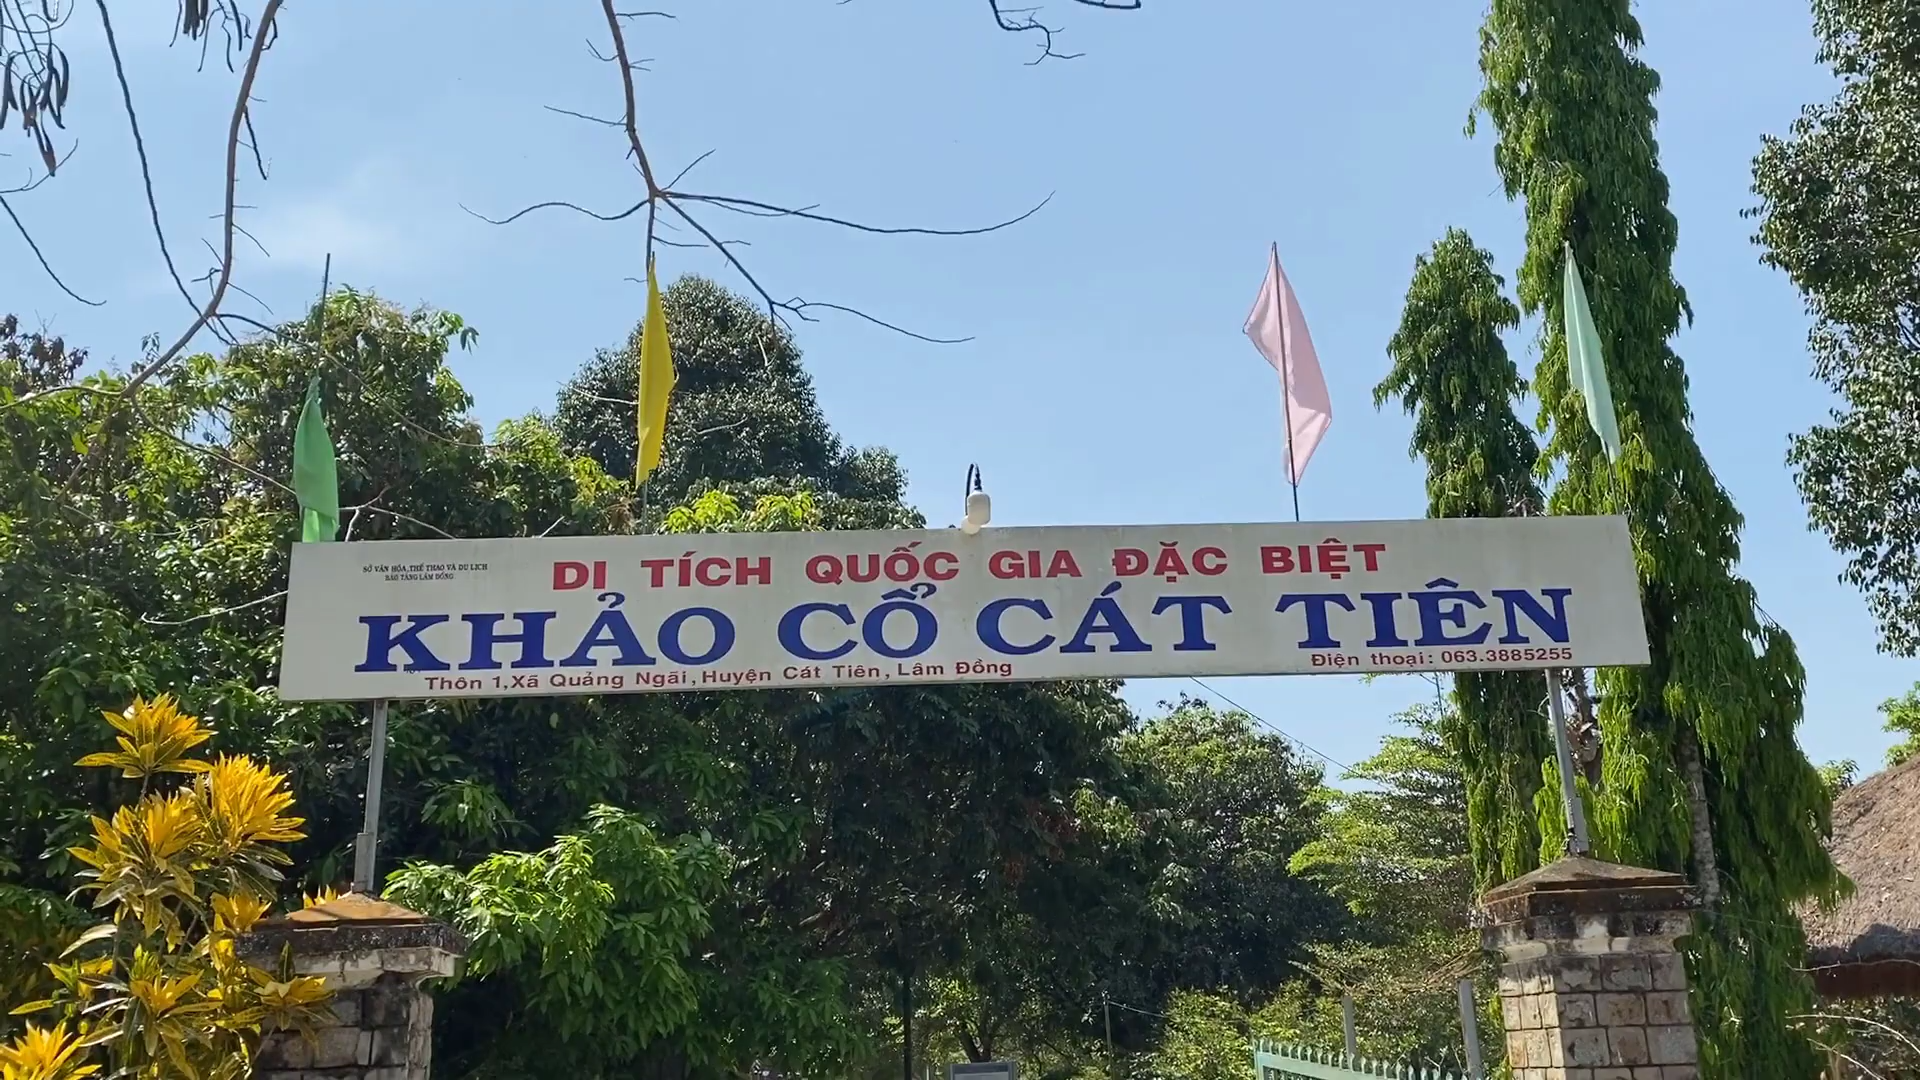 SỞ VĂN HÓA, THỂ THAO VÀ DU LỊCH
BẢO TÀNG LÂM ĐỒNG
DI TÍCH QUỐC GIA ĐẶC BIỆT
KHẢO CỔ CÁT TIÊN
Thôn 1, Xã Quảng Ngãi, Huyện Cát Tiên, Lâm Đồng
Điện thoại: 063.3885255